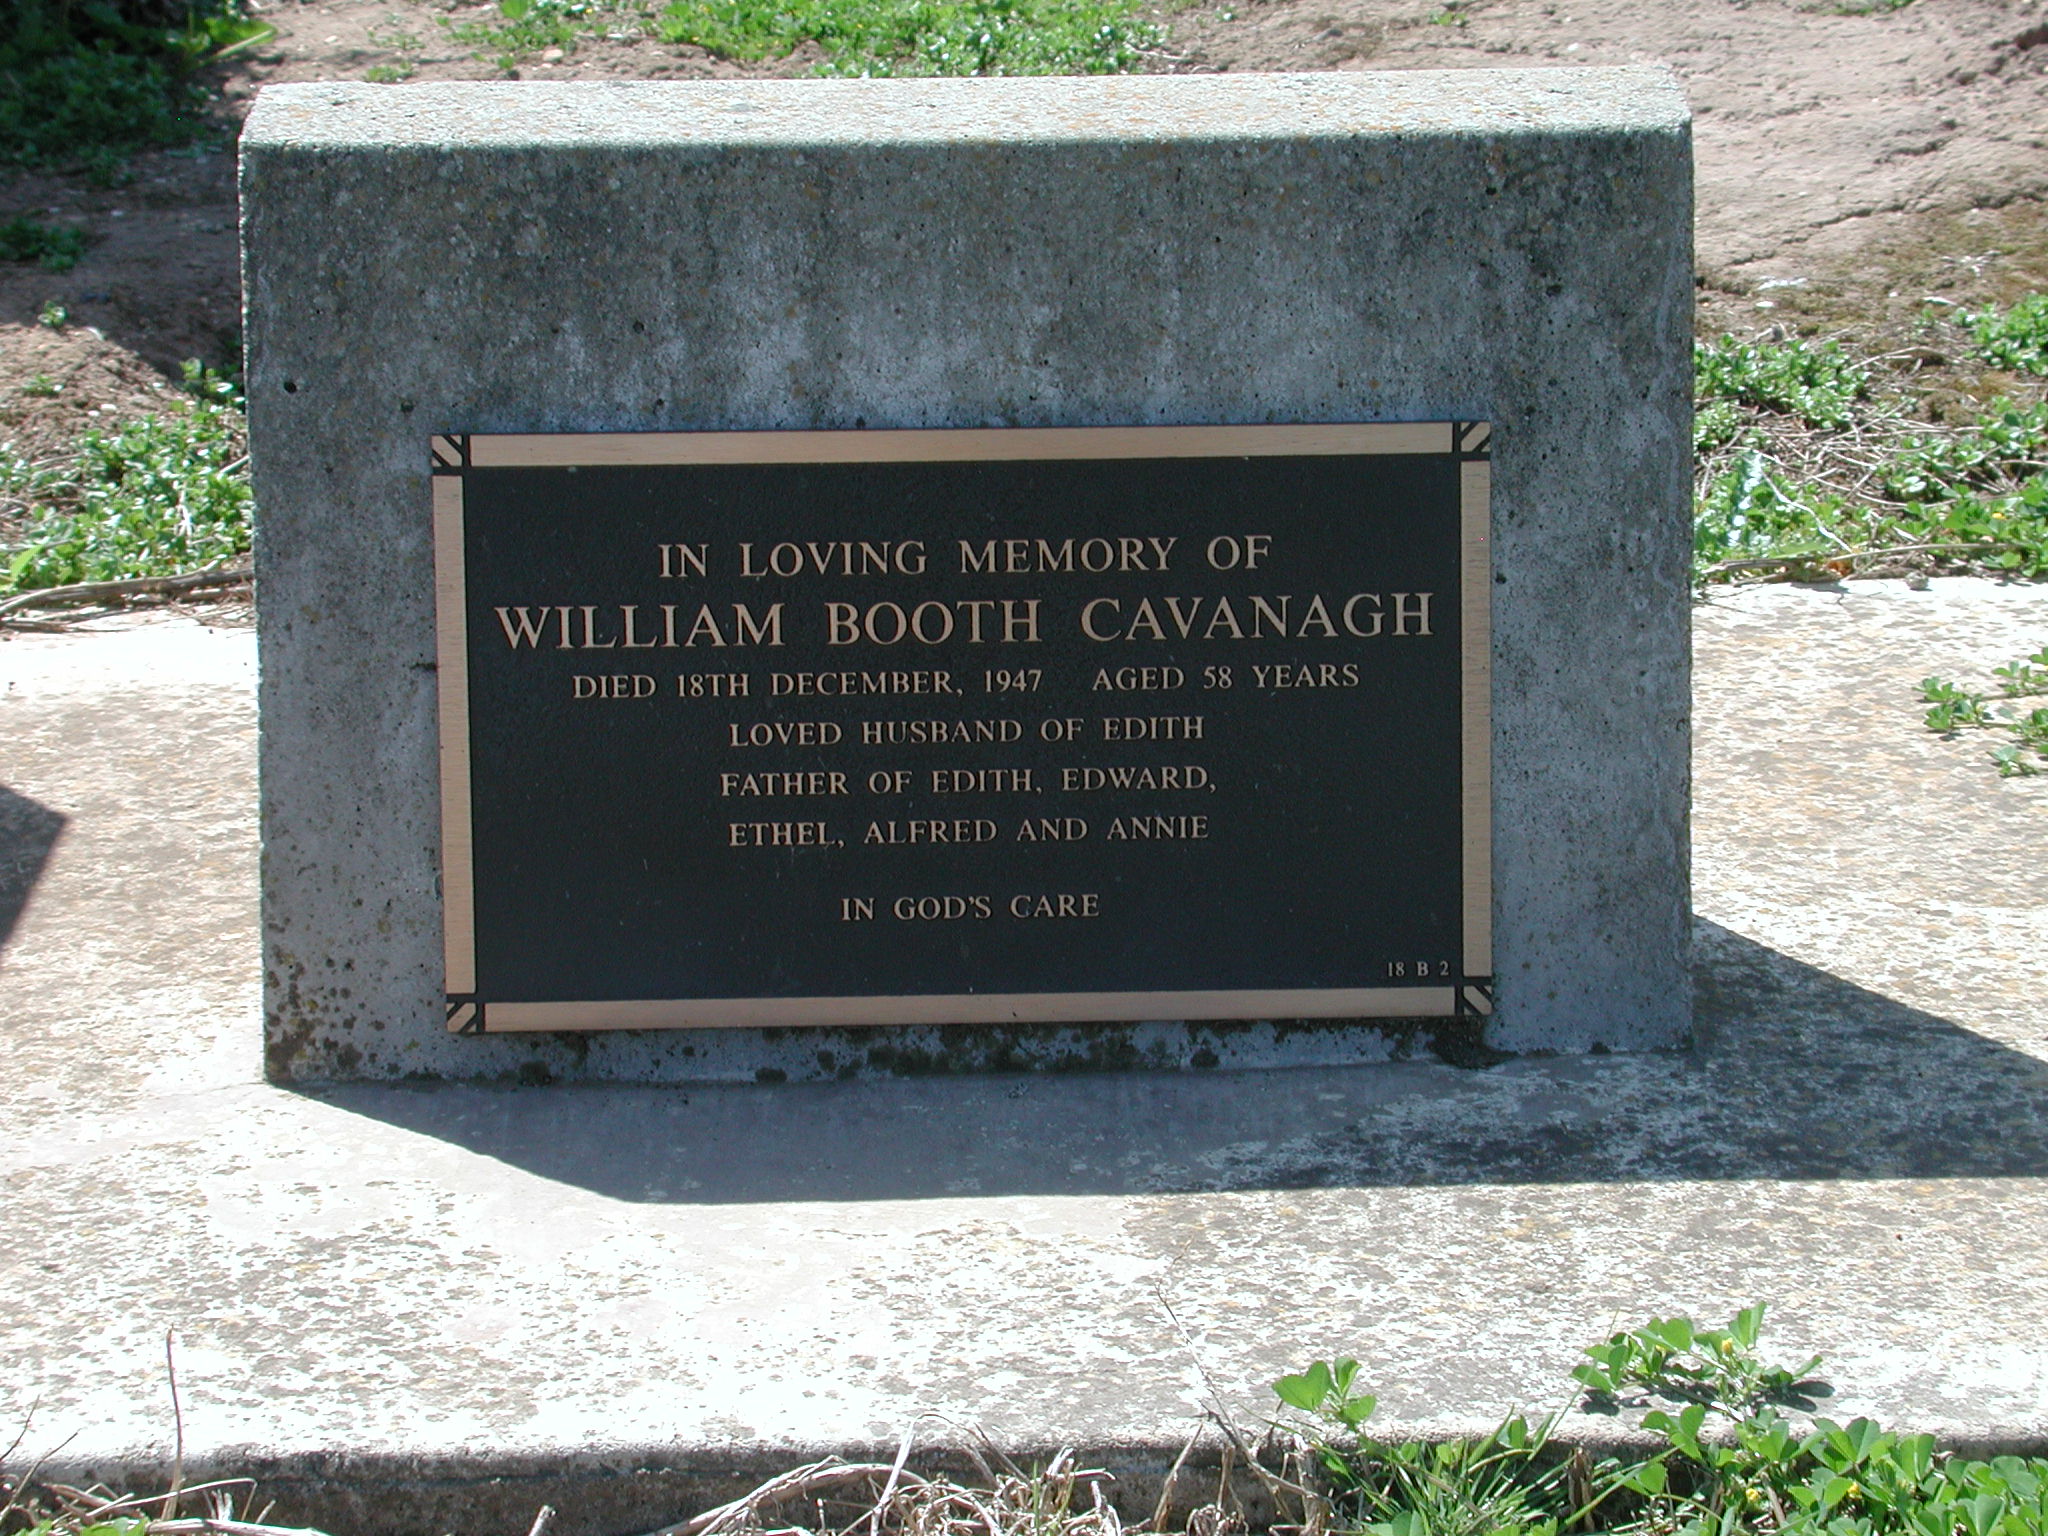 IN LOVING MEMORY OF
WILLIAM BOOTH CAVANAGH
DIED 18TH DECEMBER, 1947 AGED 58 YEARS
LOVED HUSBAND OF EDITH
FATHER OF EDITH, EDWARD,
ETHEL, ALFRED AND ANNIE
IN GOD'S CARE
18 B 2